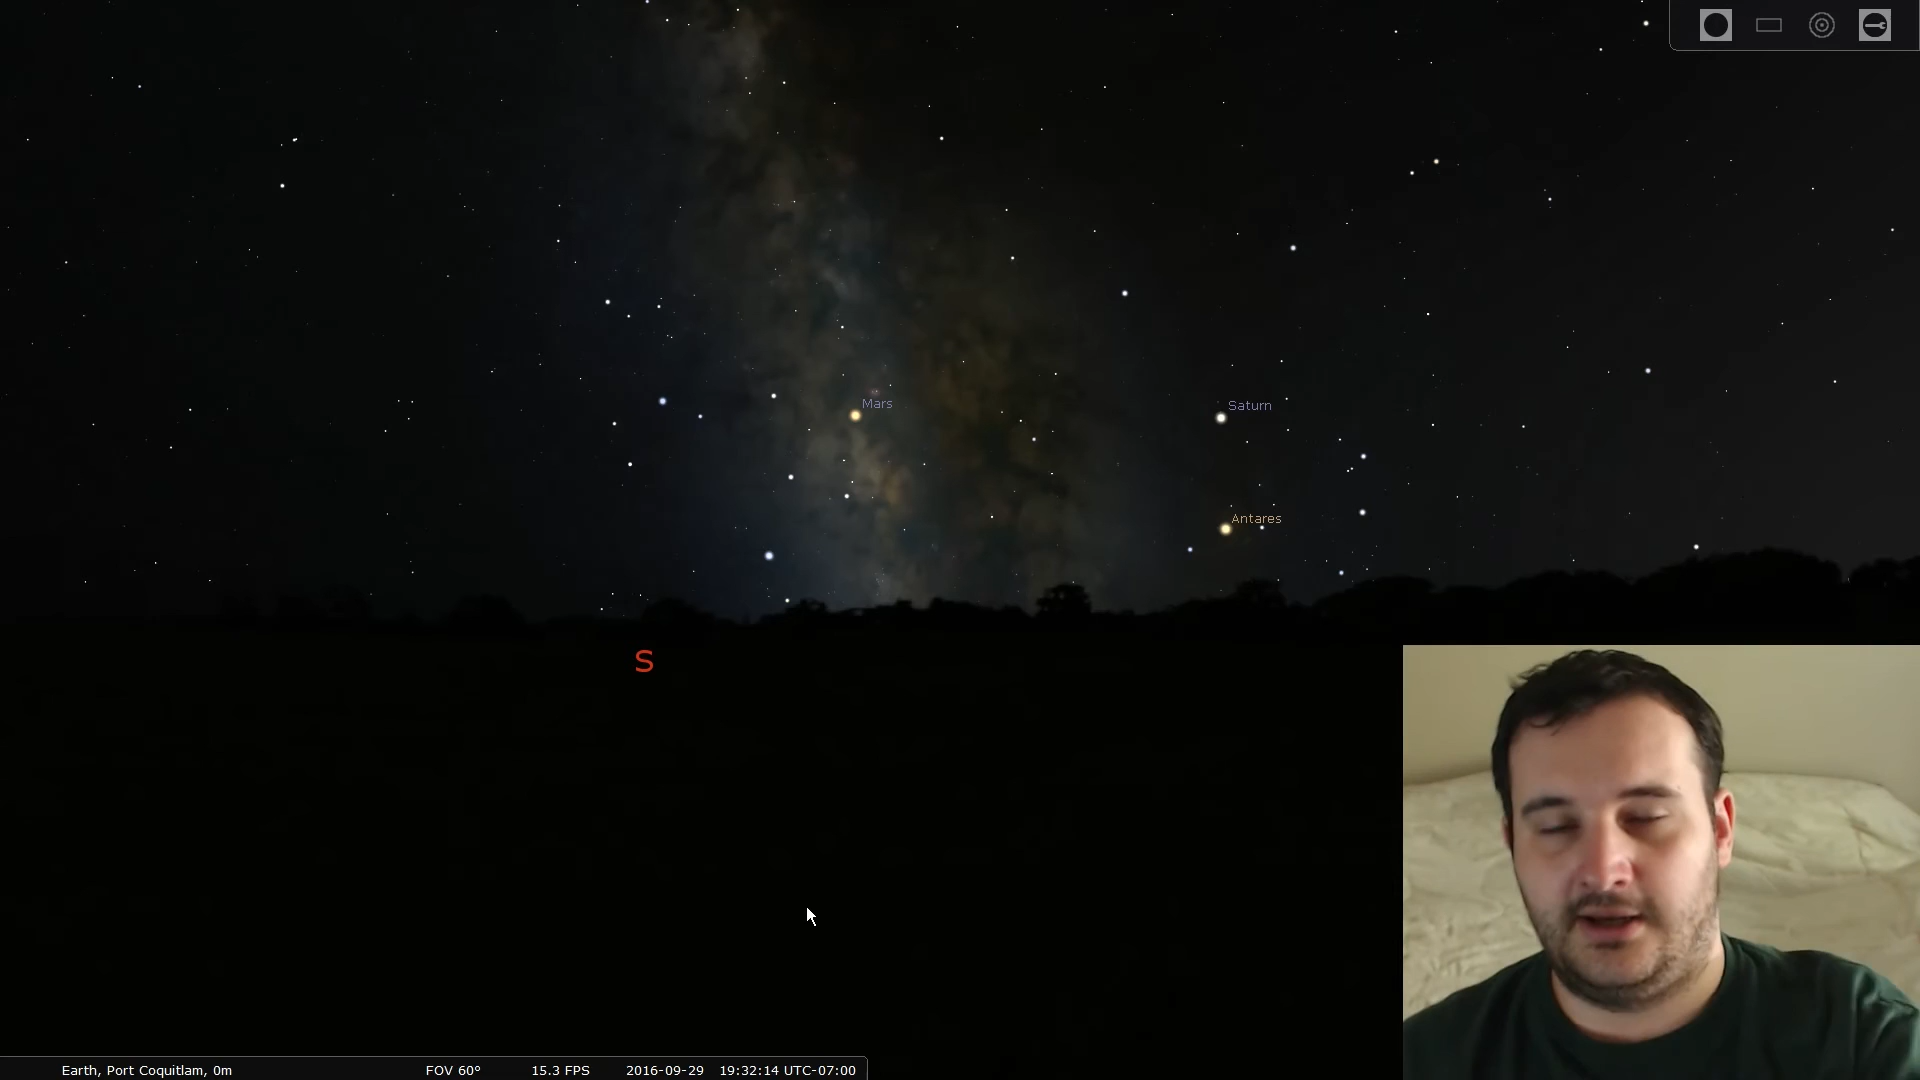 Mars
Saturn
Antares
S
Earth, Port Coquitlam, 0m
FOV 60°
15.3 FPS
2016-09-29
19:32:14 UTC-07:00